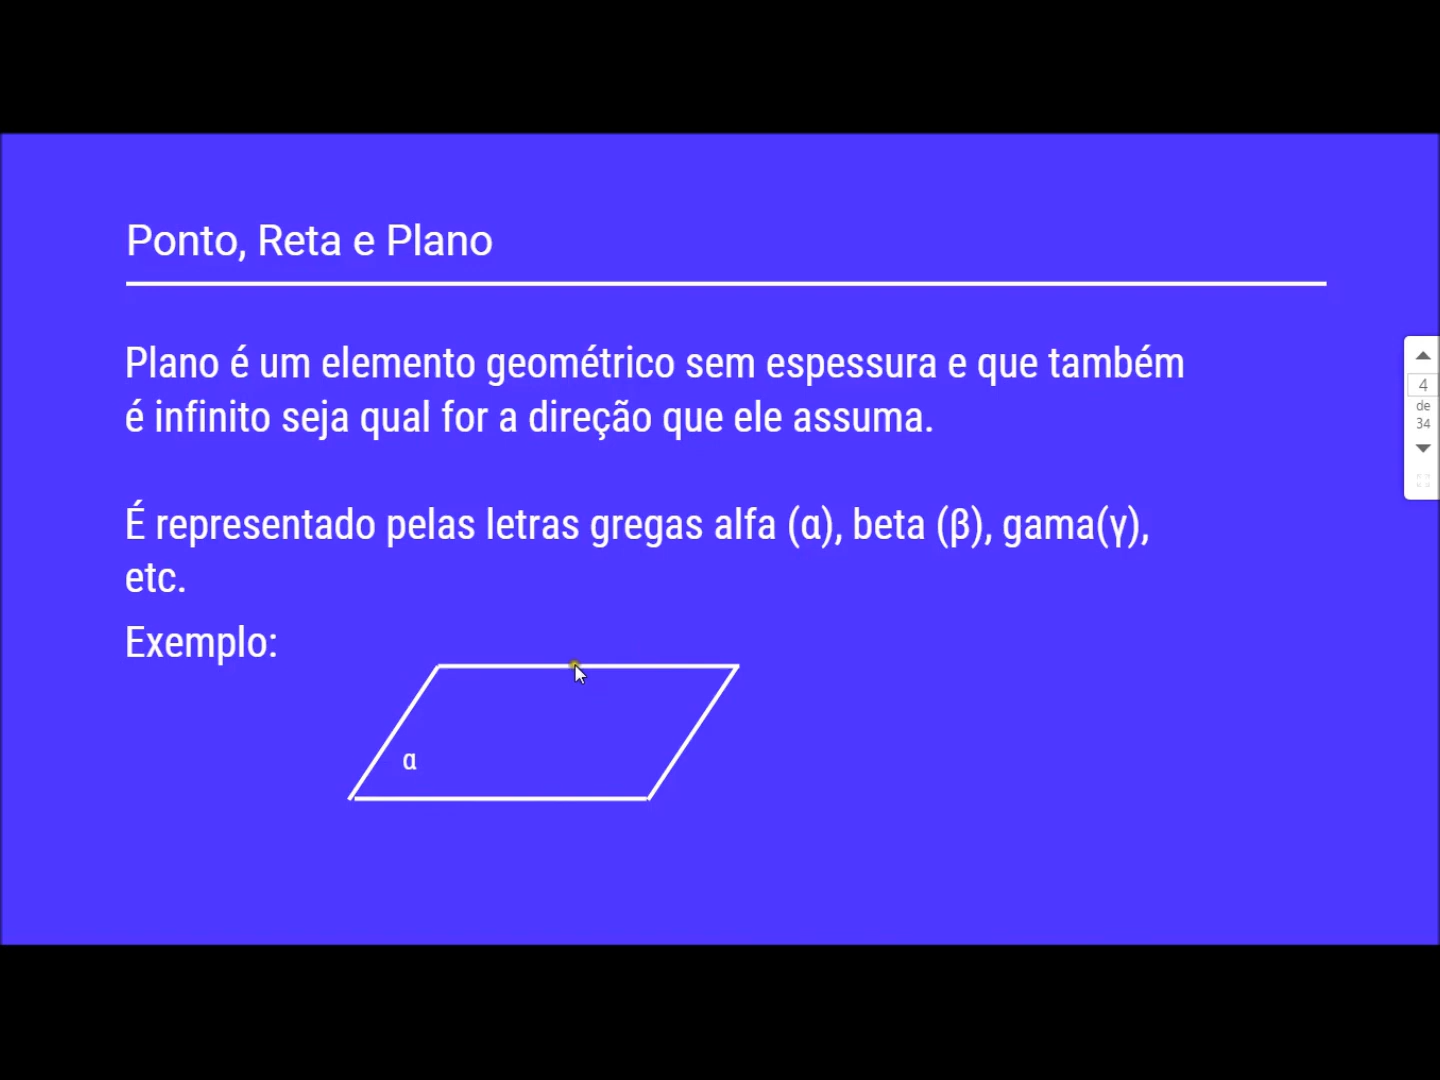 Ponto, Reta e Plano
Plano é um elemento geométrico sem espessura e que também
é infinito seja qual for a direção que ele assuma.
É representado pelas letras gregas alfa (α), beta (β), gama(γ),
etc.
Exemplo:
α
4
de
34